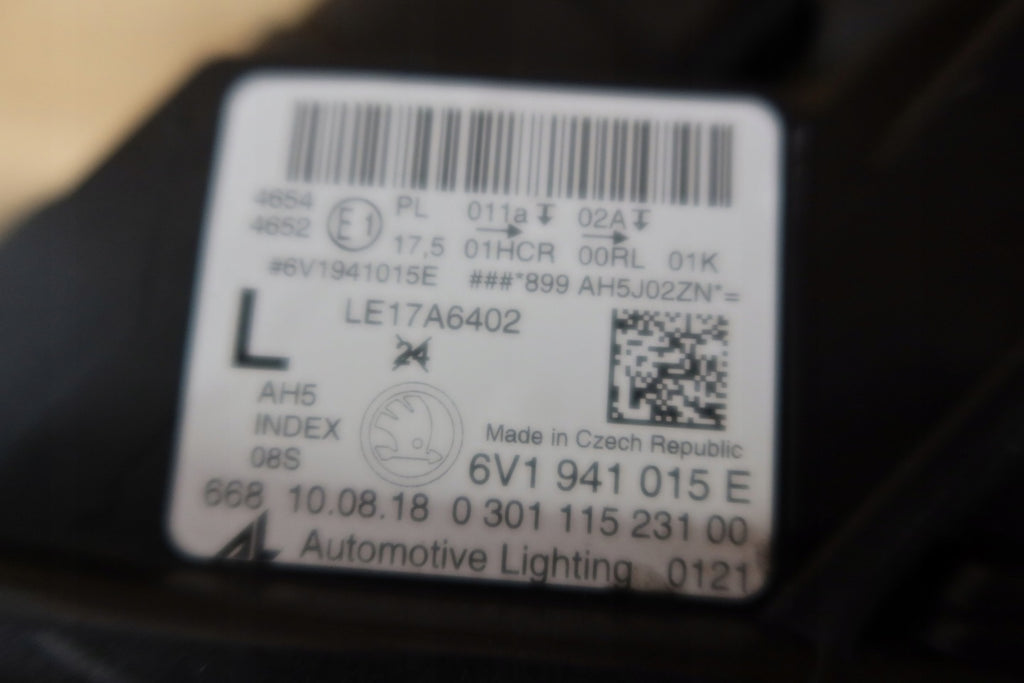 4654 E1 PL 011a 02A
4652 17,5 01HCR 00RL 01K
#6V1941015E ###*899 AH5J02ZN*=
L LE17A6402
24
AH5
INDEX
08S
Made in Czech Republic
6V1 941 015 E
668 10.08.18 0 301 115 231 00
AL Automotive Lighting 0121